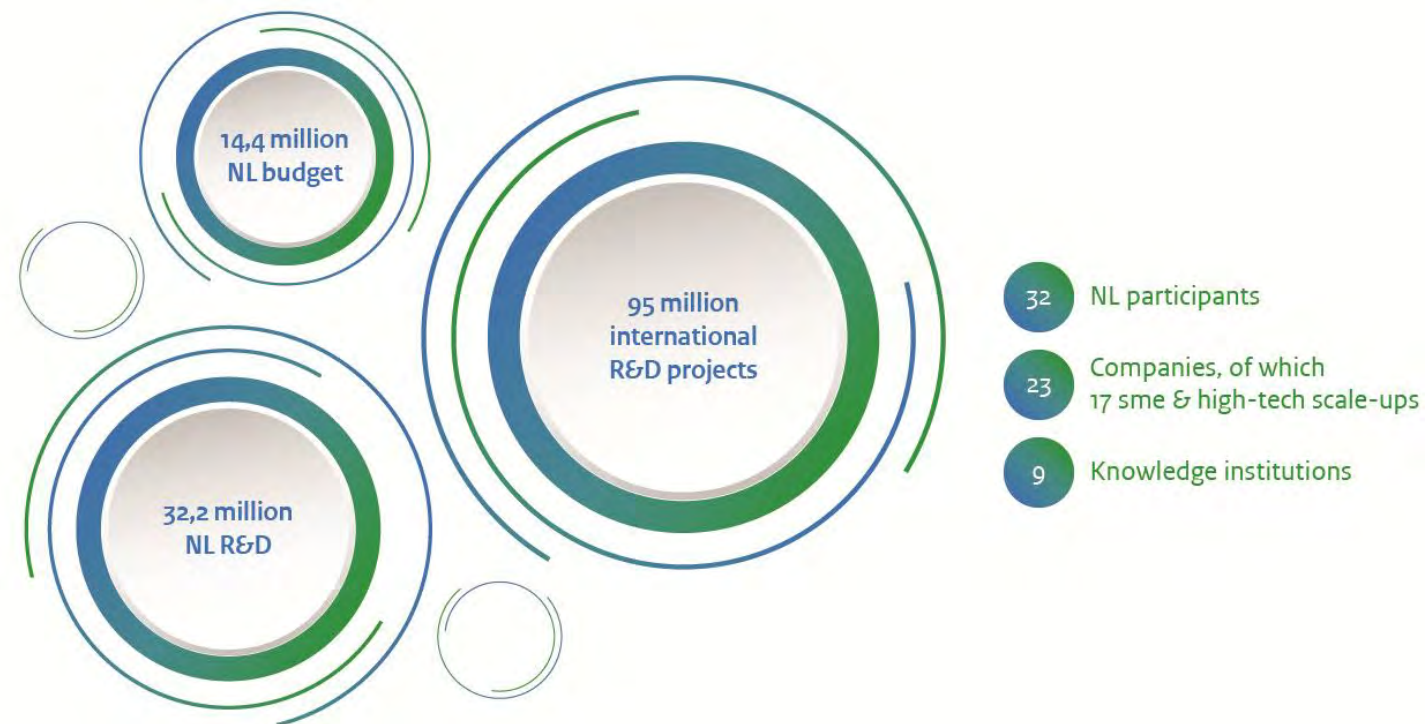 14,4 million
NL budget
95 million
international
R&D projects
32,2 million
NL R&D
32
NL participants
23
Companies, of which
17 sme & high-tech scale-ups
9
Knowledge institutions